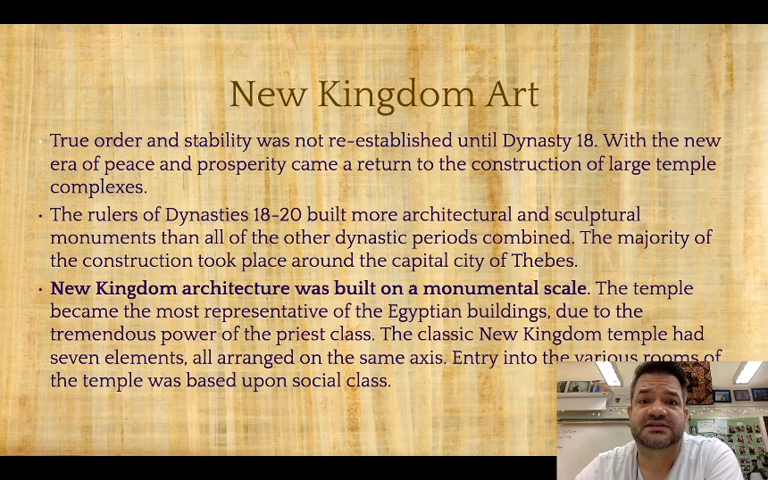 New Kingdom Art
· True order and stability was not re-established until Dynasty 18. With the new
era of peace and prosperity came a return to the construction of large temple
complexes.
· The rulers of Dynasties 18-20 built more architectural and sculptural
monuments than all of the other dynastic periods combined. The majority of
the construction took place around the capital city of Thebes.
· New Kingdom architecture was built on a monumental scale. The temple
became the most representative of the Egyptian buildings, due to the
tremendous power of the priest class. The classic New Kingdom temple had
seven elements, all arranged on the same axis. Entry into the various rooms of
the temple was based upon social class.